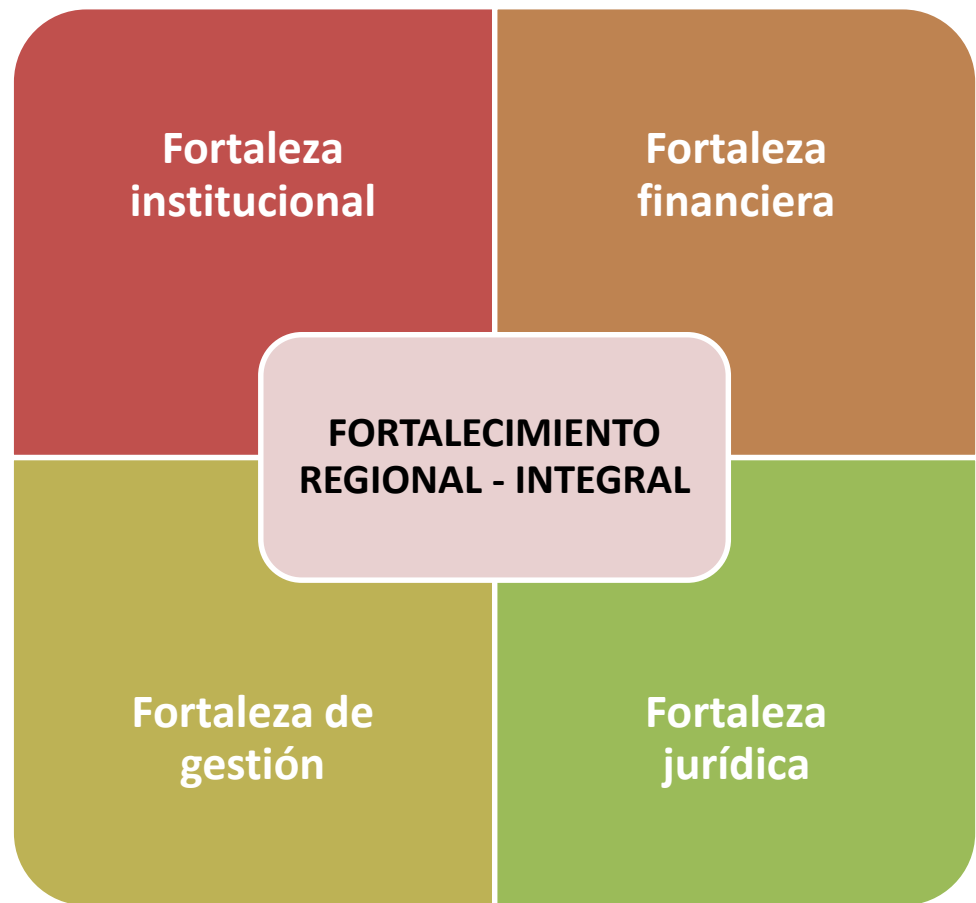 Fortaleza
institucional
Fortaleza
financiera
FORTALECIMIENTO
REGIONAL - INTEGRAL
Fortaleza de
gestión
Fortaleza
jurídica